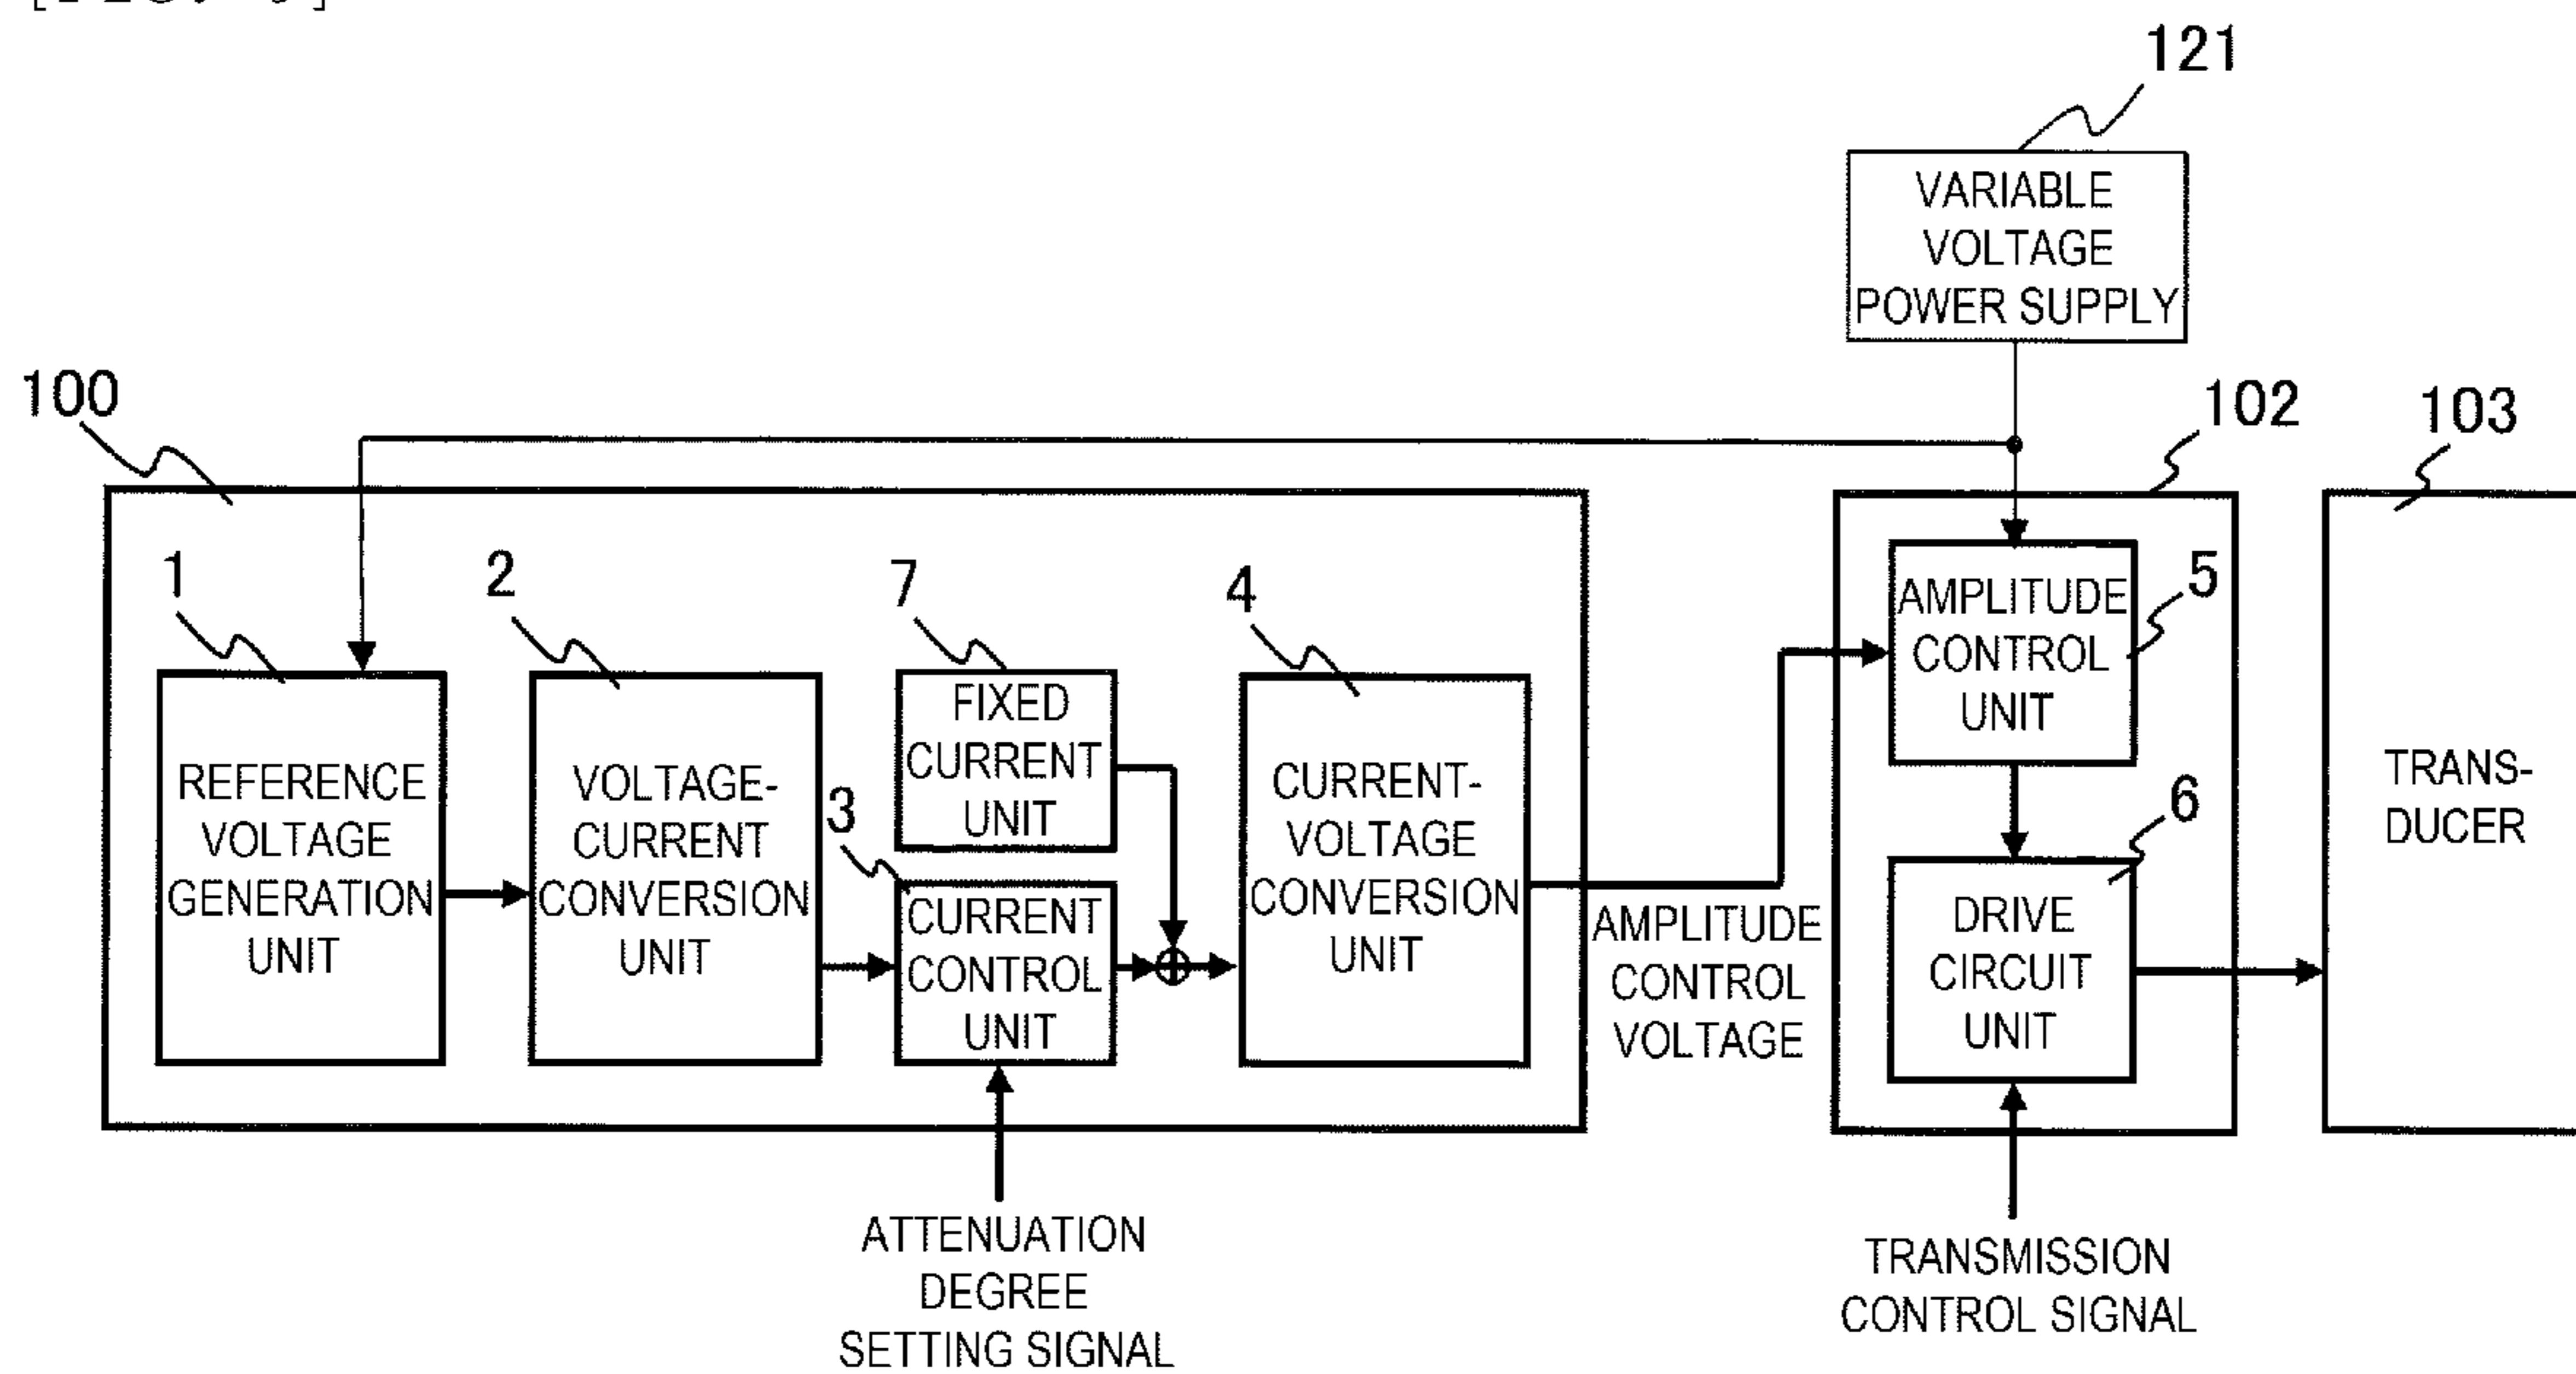 121
VARIABLE
VOLTAGE
POWER SUPPLY
100
102
103
1
2
7
4
5
AMPLITUDE
CONTROL
UNIT
FIXED
CURRENT
UNIT
REFERENCE
VOLTAGE
GENERATION
UNIT
VOLTAGE-
CURRENT
CONVERSION
UNIT
3
CURRENT
CONTROL
UNIT
CURRENT-
VOLTAGE
CONVERSION
UNIT
AMPLITUDE
CONTROL
VOLTAGE
6
DRIVE
CIRCUIT
UNIT
TRANS-
DUCER
ATTENUATION
DEGREE
SETTING SIGNAL
TRANSMISSION
CONTROL SIGNAL